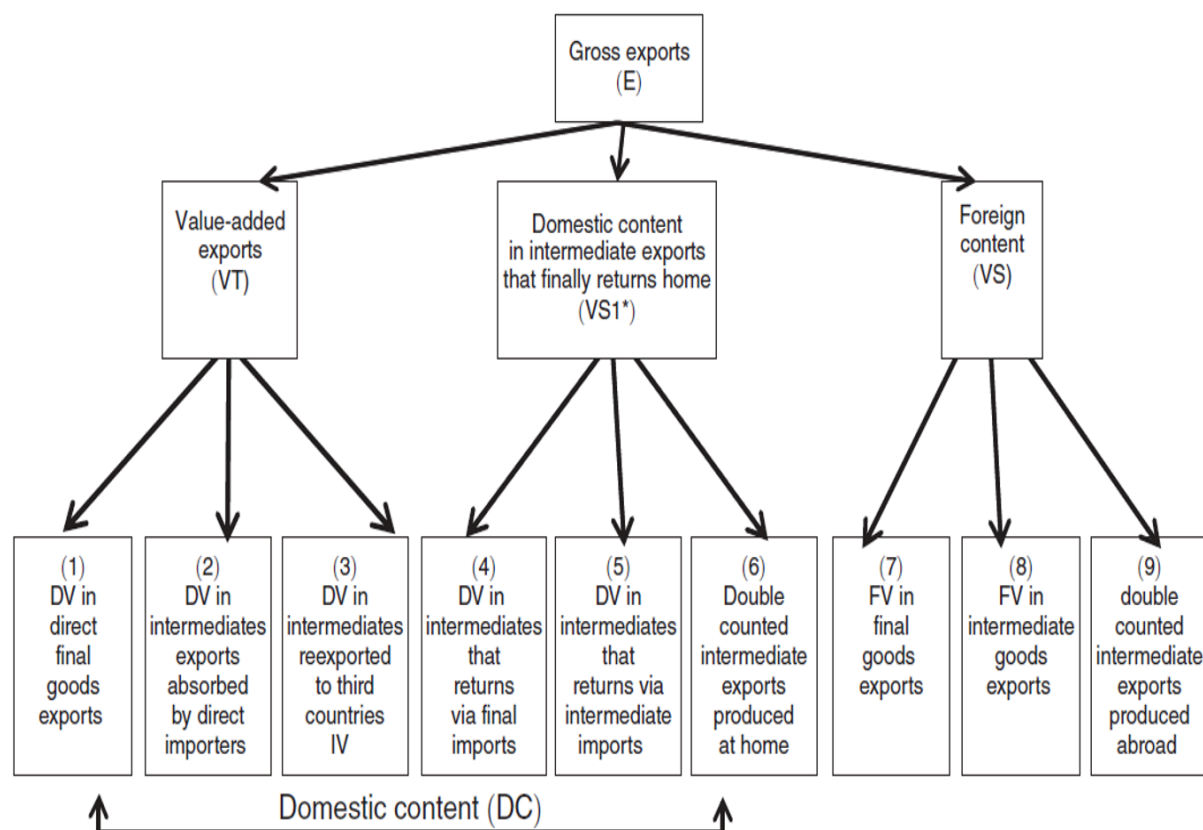 Gross exports
(E)
Value-added
exports
(VT)
Domestic content
in intermediate exports
that finally returns home
(VS1*)
Foreign
content
(VS)
(1)
DV in
direct
final
goods
exports
(2)
DV in
intermediates
exports
absorbed
by direct
importers
(3)
DV in
intermediates
reexported
to third
countries
IV
(4)
DV in
intermediates
that
returns
via final
imports
(5)
DV in
intermediates
that
returns via
intermediate
imports
(6)
Double
counted
intermediate
exports
produced
at home
(7)
FV in
final
goods
exports
(8)
FV in
intermediate
goods
exports
(9)
double
counted
intermediate
exports
produced
abroad
Domestic content (DC)